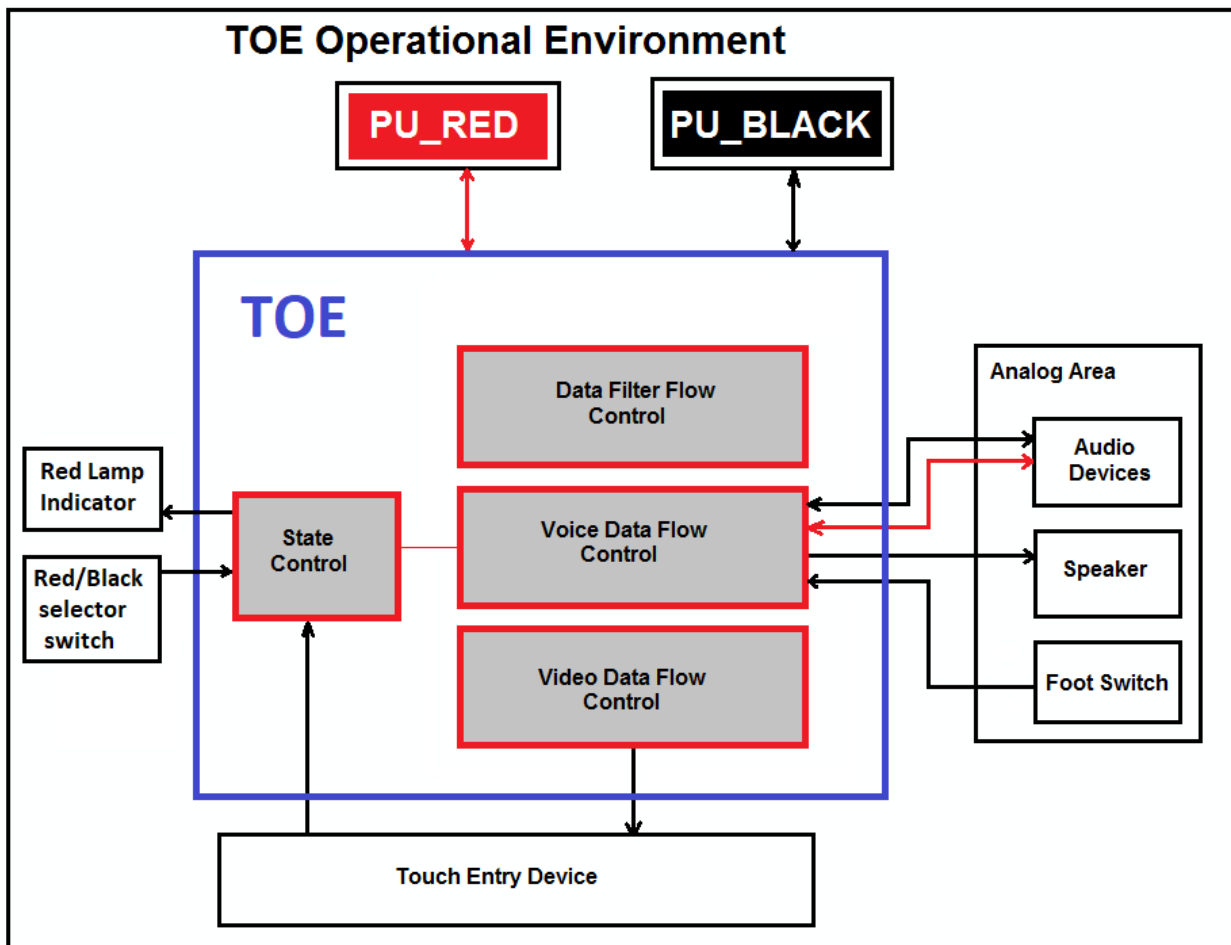 TOE Operational Environment
PU_RED
PU_BLACK
TOE
Data Filter Flow
Control
Analog Area
Audio
Devices
Red Lamp
Indicator
State
Control
Voice Data Flow
Control
Speaker
Red/Black
selector
switch
Video Data Flow
Control
Foot Switch
Touch Entry Device